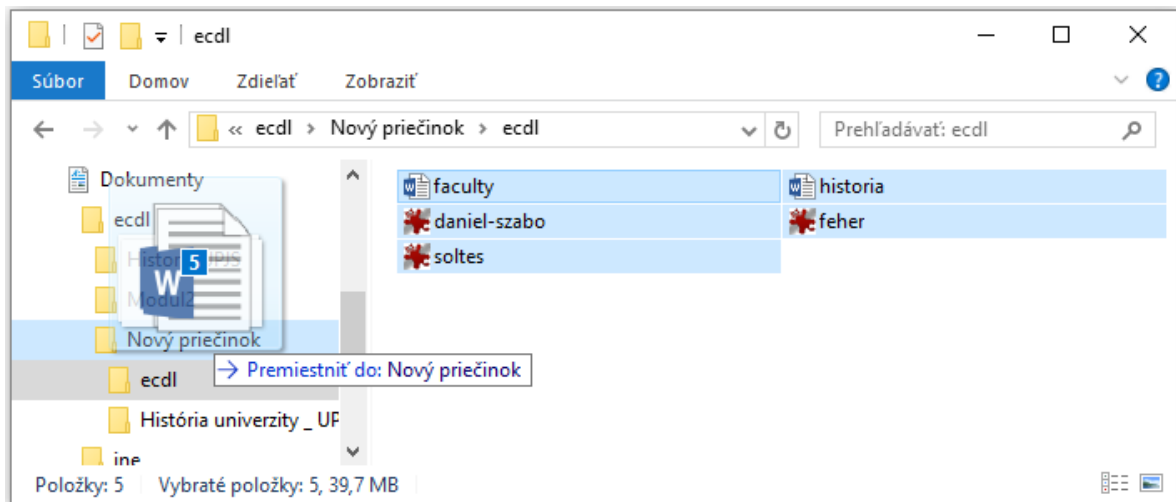 ecdl
Súbor Domov Zdieľať Zobraziť
« ecdl › Nový priečinok › ecdl Prehľadávať: ecdl
Dokumenty
faculty historia
ecdl
daniel-szabo feher
soltes
5
W
Modul2
Nový priečinok
→ Premiestniť do: Nový priečinok
ecdl
História univerzity _ UP
ine
Položky: 5 Vybraté položky: 5, 39,7 MB